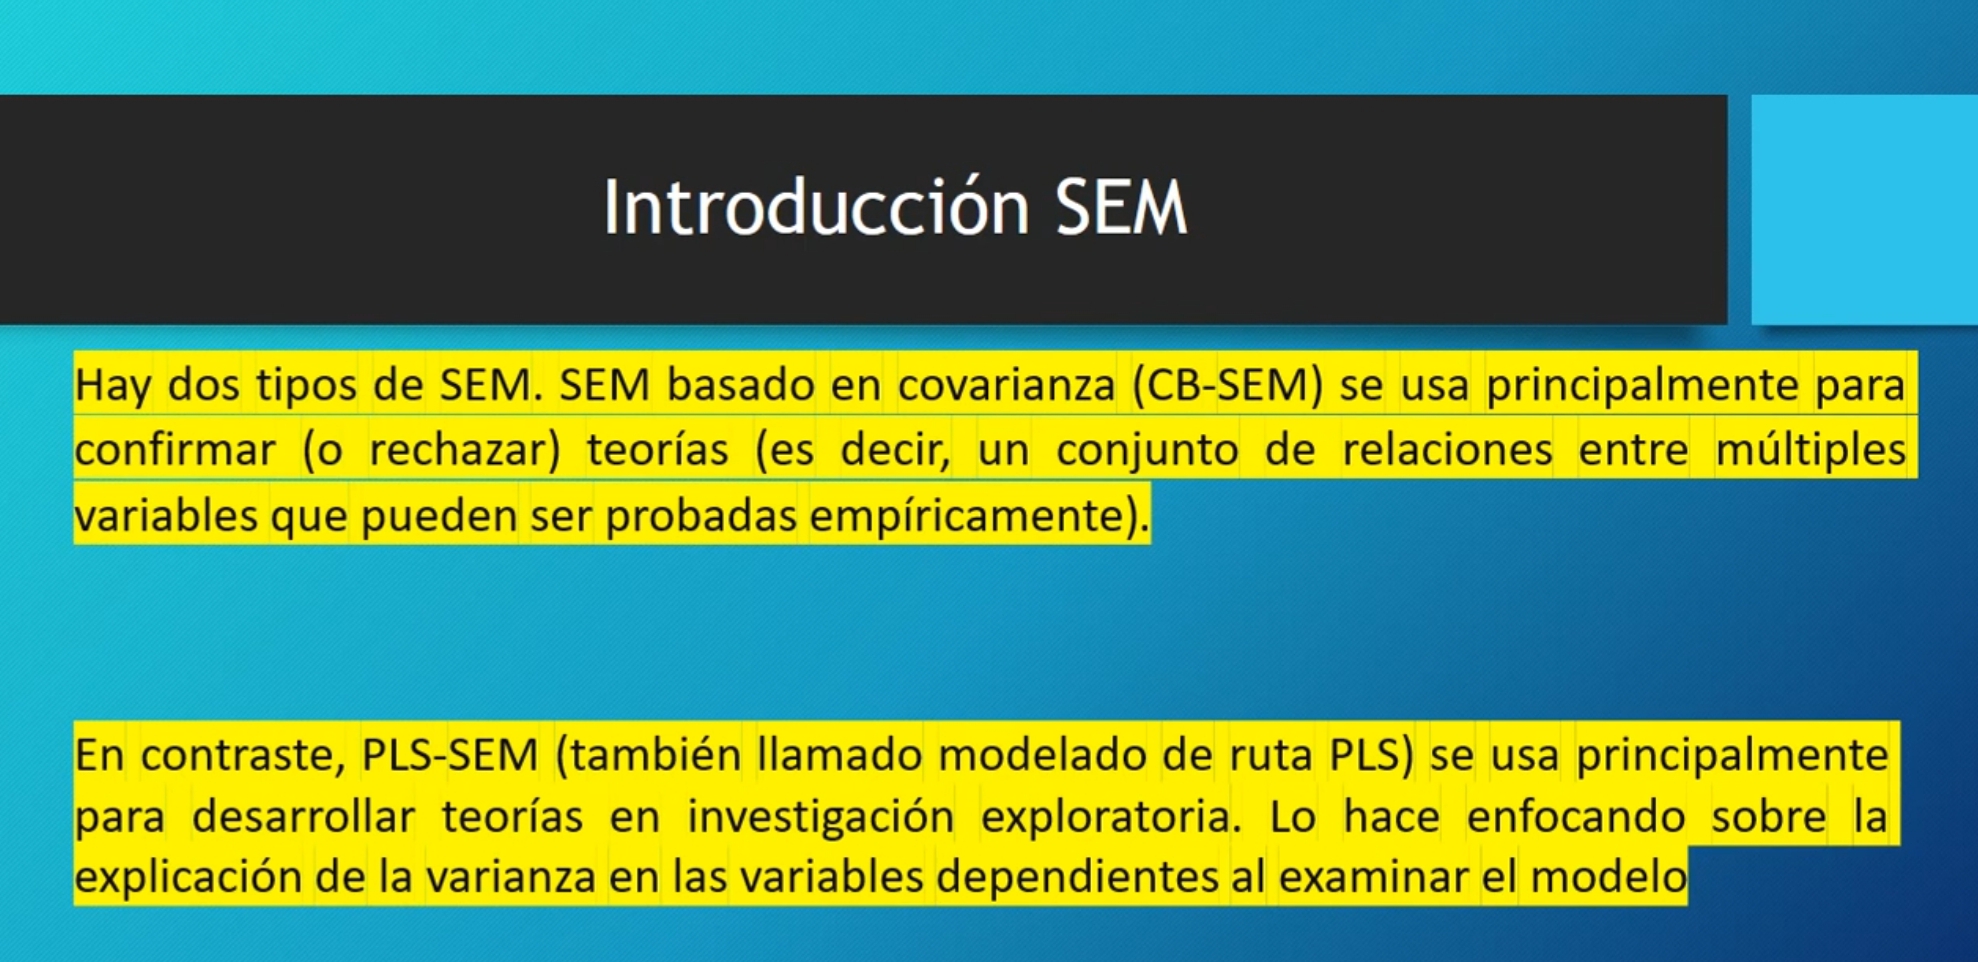 Introducción SEM
Hay dos tipos de SEM. SEM basado en covarianza (CB-SEM) se usa principalmente para
confirmar (o rechazar) teorías (es decir, un conjunto de relaciones entre múltiples
variables que pueden ser probadas empíricamente).
En contraste, PLS-SEM (también llamado modelado de ruta PLS) se usa principalmente
para desarrollar teorías en investigación exploratoria. Lo hace enfocando sobre la
explicación de la varianza en las variables dependientes al examinar el modelo